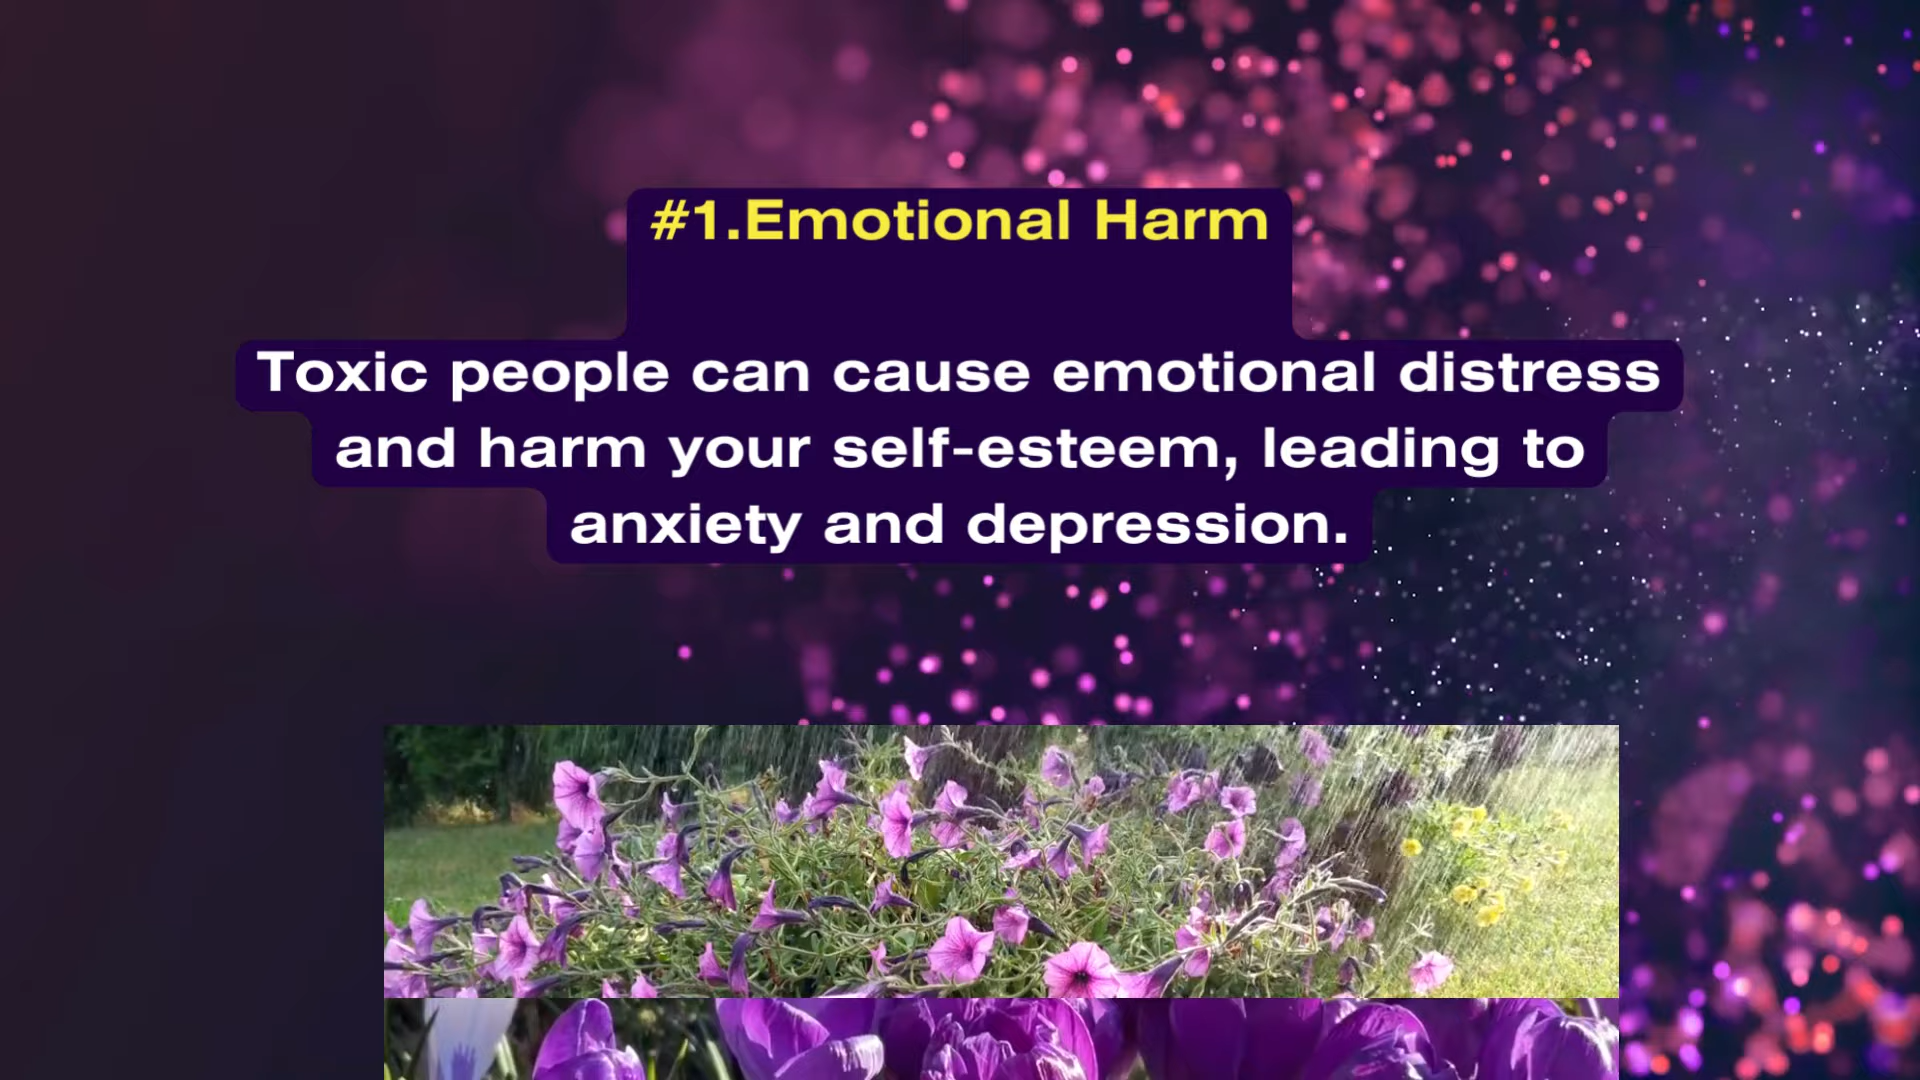 #1.Emotional Harm
Toxic people can cause emotional distress
and harm your self-esteem, leading to
anxiety and depression.